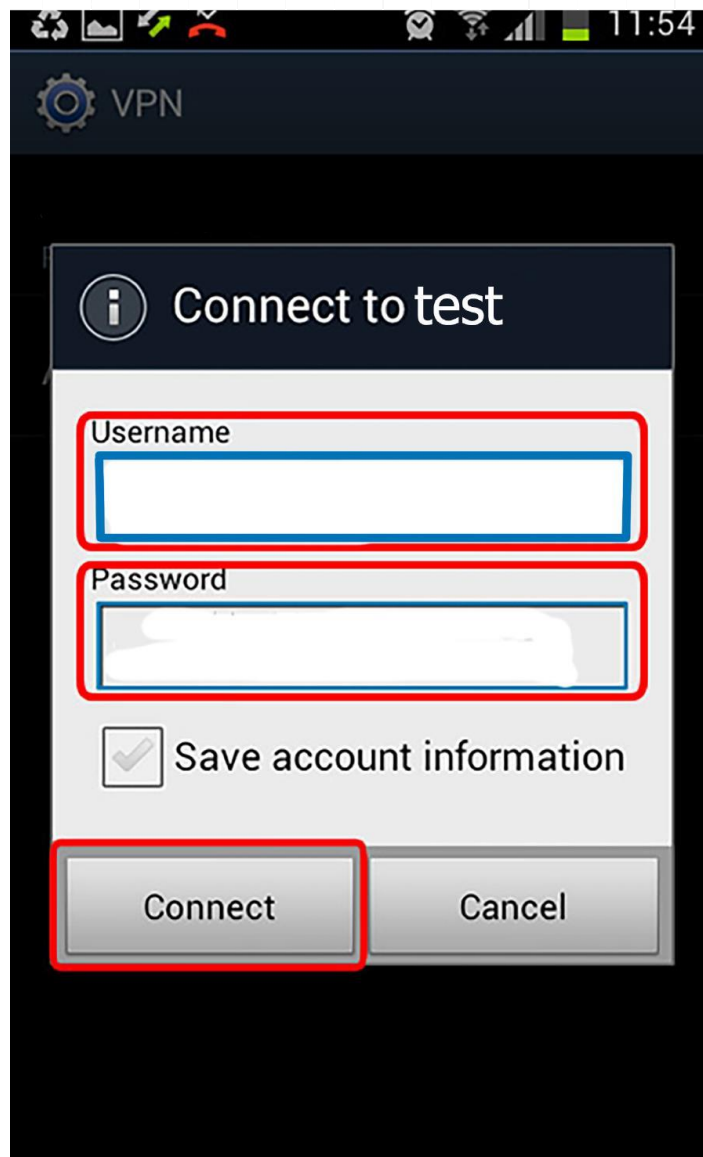 11:54
VPN
Connect to test
Username
Password
Save account information
Connect
Cancel